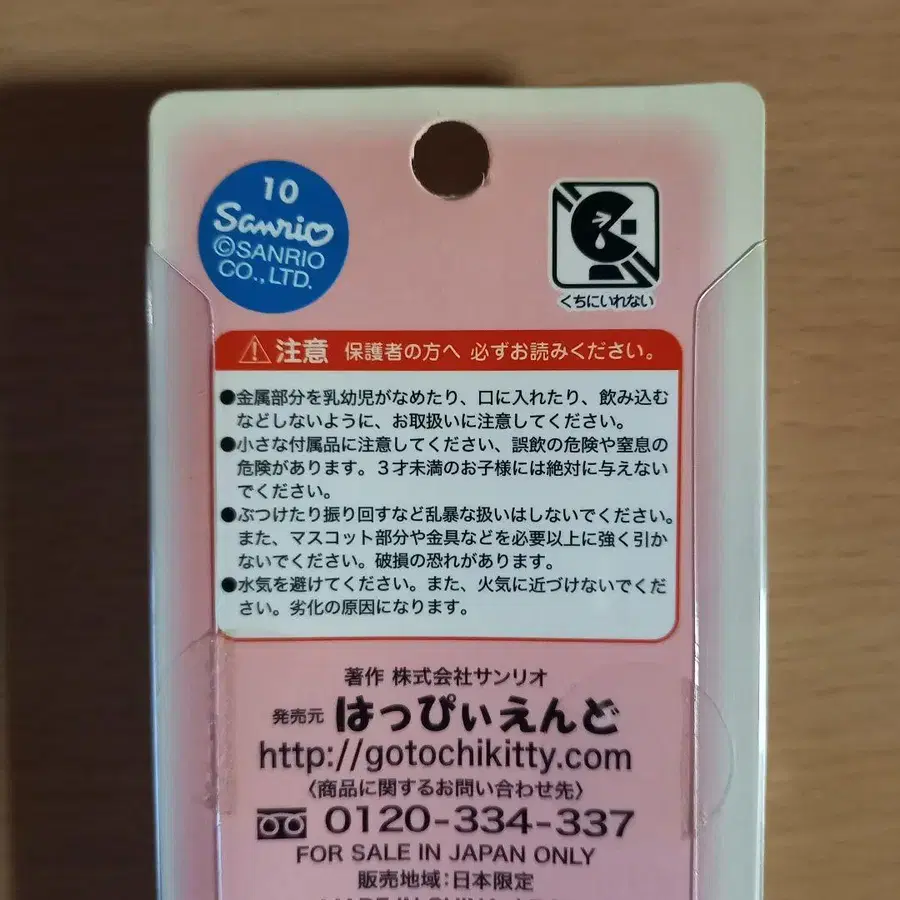 10
Sanrio
©SANRIO
CO.,LTD.
くちにいれない
注意 保護者の方へ 必ずお読みください。
●金属部分を乳幼児がなめたり、口に入れたり、飲み込む
などしないように、お取扱いに注意してください。
●小さな付属品に注意してください、誤飲の危険や窒息の
危険があります。3才未満のお子様には絶対に与えない
でください。
●ぶつけたり振り回すなど乱暴な扱いはしないでください。
また、マスコット部分や金具などを必要以上に強く引か
ないでください。破損の恐れがあります。
●水気を避けてください。また、火気に近づけないでくだ
さい。劣化の原因になります。
著作 株式会社サンリオ
発売元 はっぴぃえんど
http://gotochikitty.com
〈商品に関するお問い合わせ先〉
0120-334-337
FOR SALE IN JAPAN ONLY
販売地域:日本限定